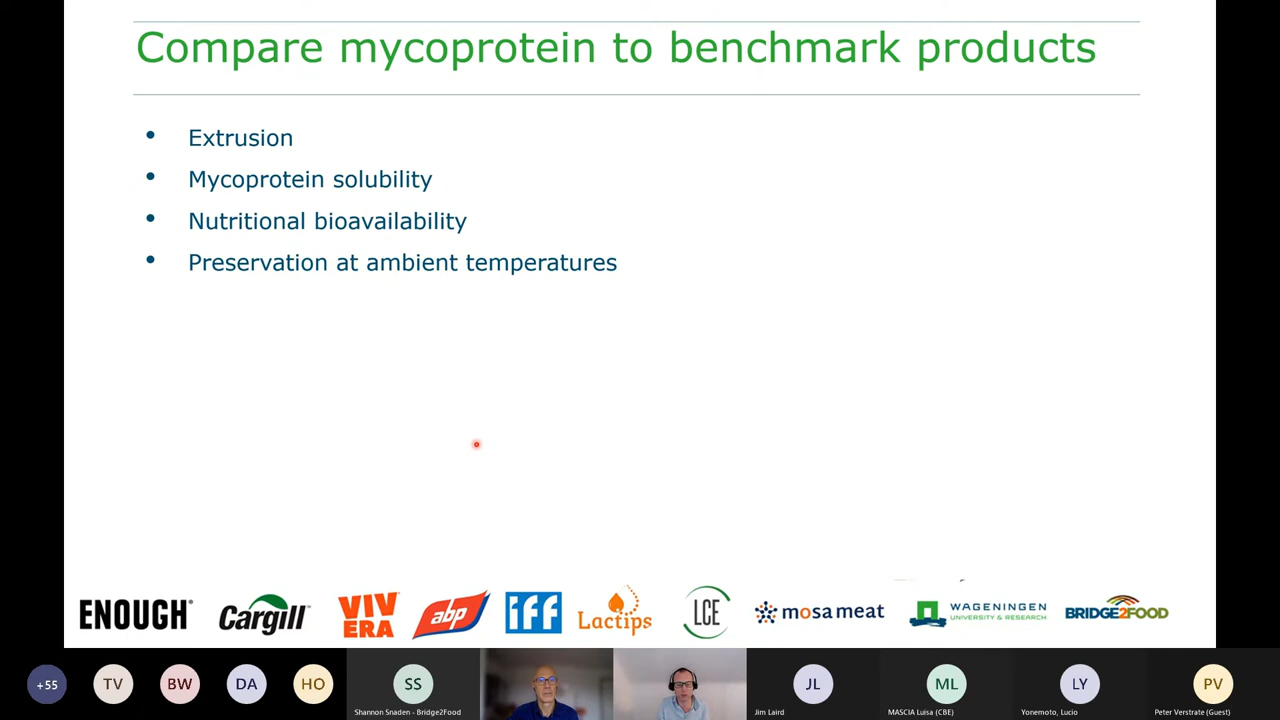 Compare mycoprotein to benchmark products
• Extrusion
• Mycoprotein solubility
• Nutritional bioavailability
• Preservation at ambient temperatures
ENOUGH®
Cargill
VIVERA
abp
iff
Lactips
LCE
mosa meat
WAGENINGEN
UNIVERSITY & RESEARCH
BRIDGE2FOOD
+55
TV
BW
DA
HO
SS
Shannon Snaden - Bridge2Food
JL
Jim Laird
ML
MASCIA Luisa (CBE)
LY
Yonemoto, Lucio
PV
Peter Verstrate (Guest)